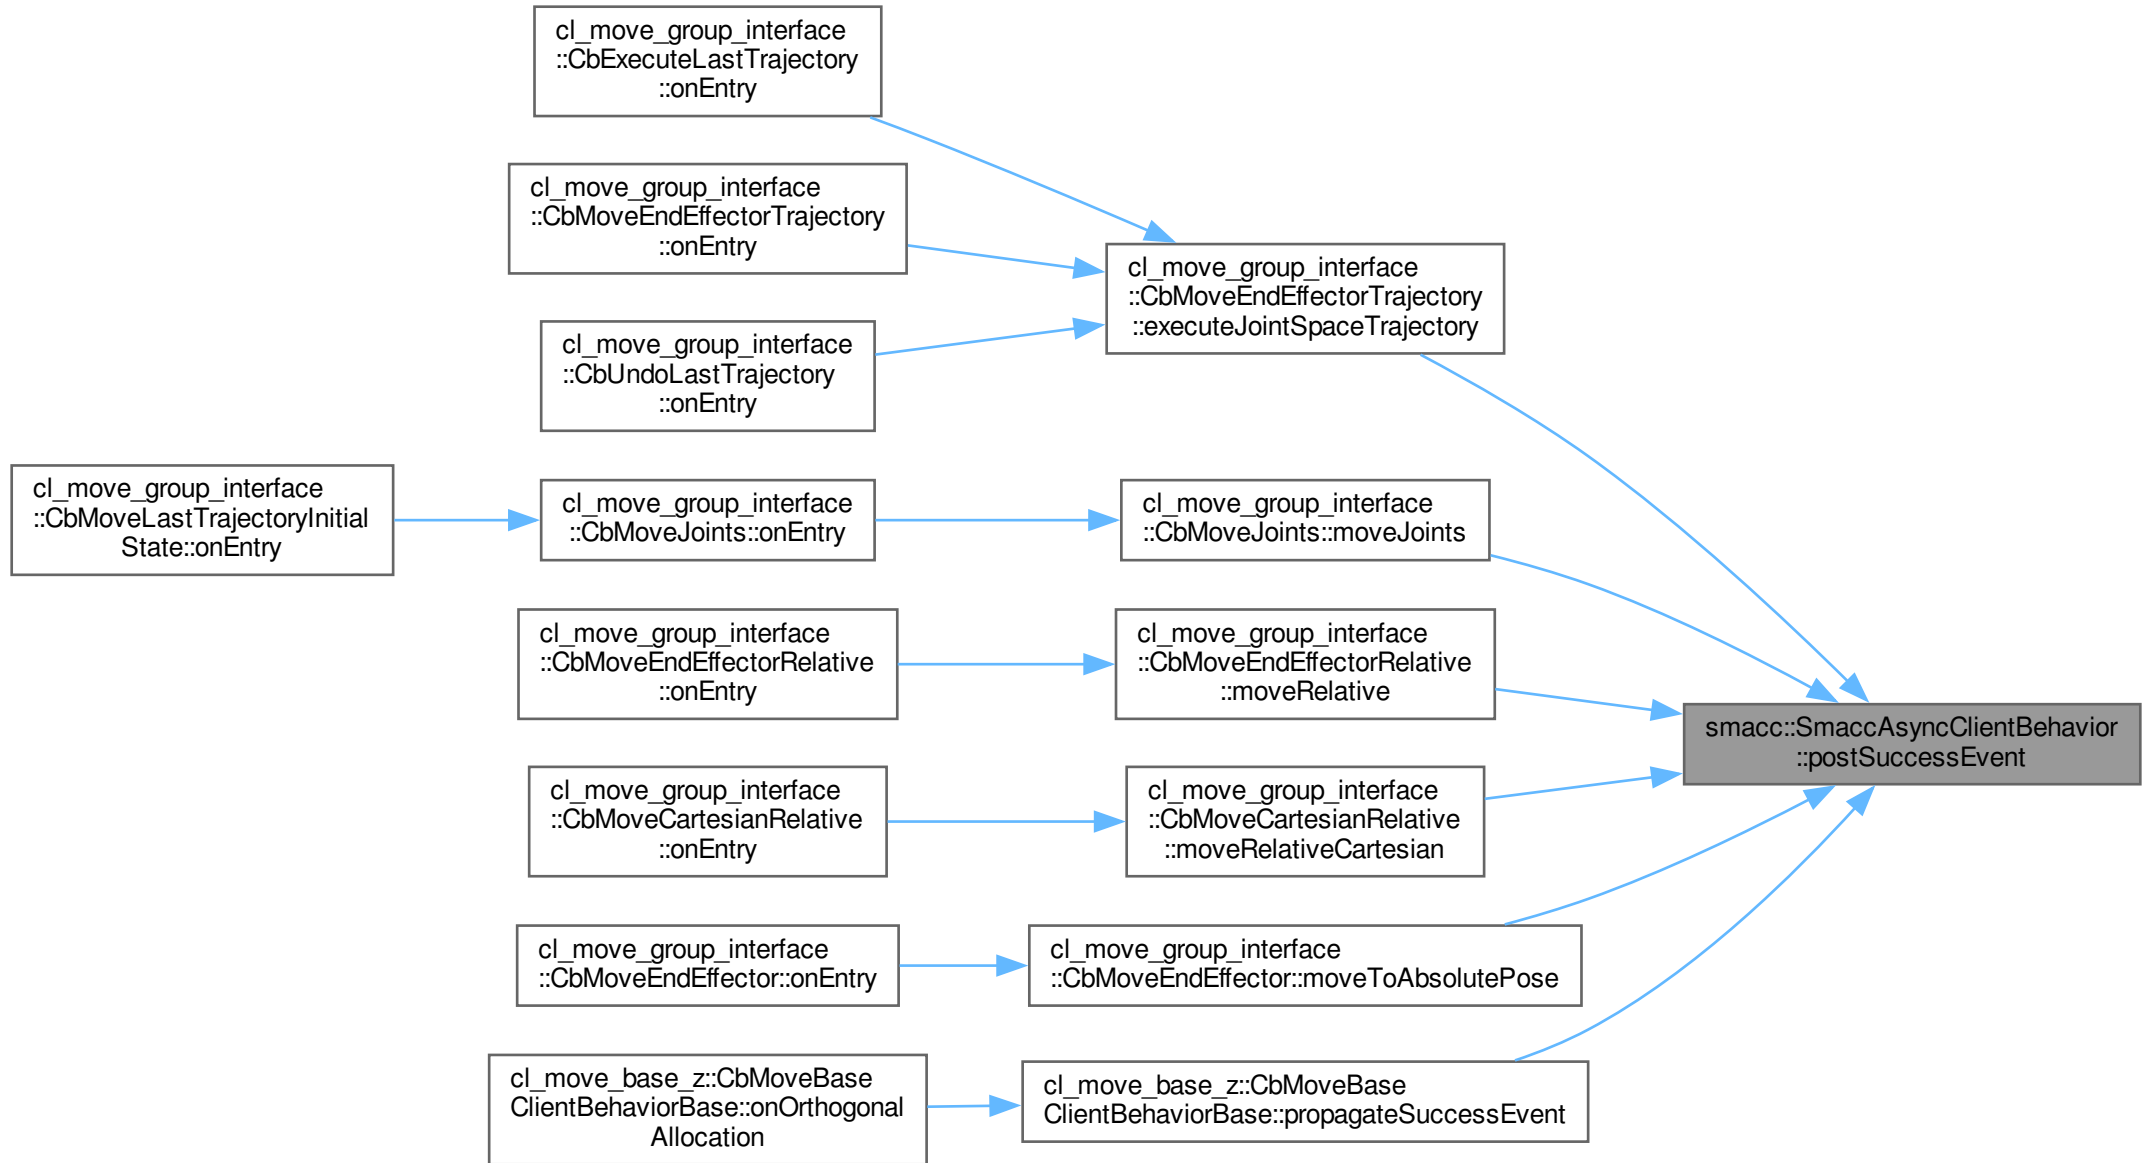 cl_move_group_interface
::CbExecuteLastTrajectory
::onEntry
cl_move_group_interface
::CbMoveEndEffectorTrajectory
::onEntry
cl_move_group_interface
::CbMoveEndEffectorTrajectory
::executeJointSpaceTrajectory
cl_move_group_interface
::CbUndoLastTrajectory
::onEntry
cl_move_group_interface
::CbMoveLastTrajectoryInitial
State::onEntry
cl_move_group_interface
::CbMoveJoints::onEntry
cl_move_group_interface
::CbMoveJoints::moveJoints
cl_move_group_interface
::CbMoveEndEffectorRelative
::onEntry
cl_move_group_interface
::CbMoveEndEffectorRelative
::moveRelative
smacc::SmaccAsyncClientBehavior
::postSuccessEvent
cl_move_group_interface
::CbMoveCartesianRelative
::onEntry
cl_move_group_interface
::CbMoveCartesianRelative
::moveRelativeCartesian
cl_move_group_interface
::CbMoveEndEffector::onEntry
cl_move_group_interface
::CbMoveEndEffector::moveToAbsolutePose
cl_move_base_z::CbMoveBase
ClientBehaviorBase::onOrthogonal
Allocation
cl_move_base_z::CbMoveBase
ClientBehaviorBase::propagateSuccessEvent